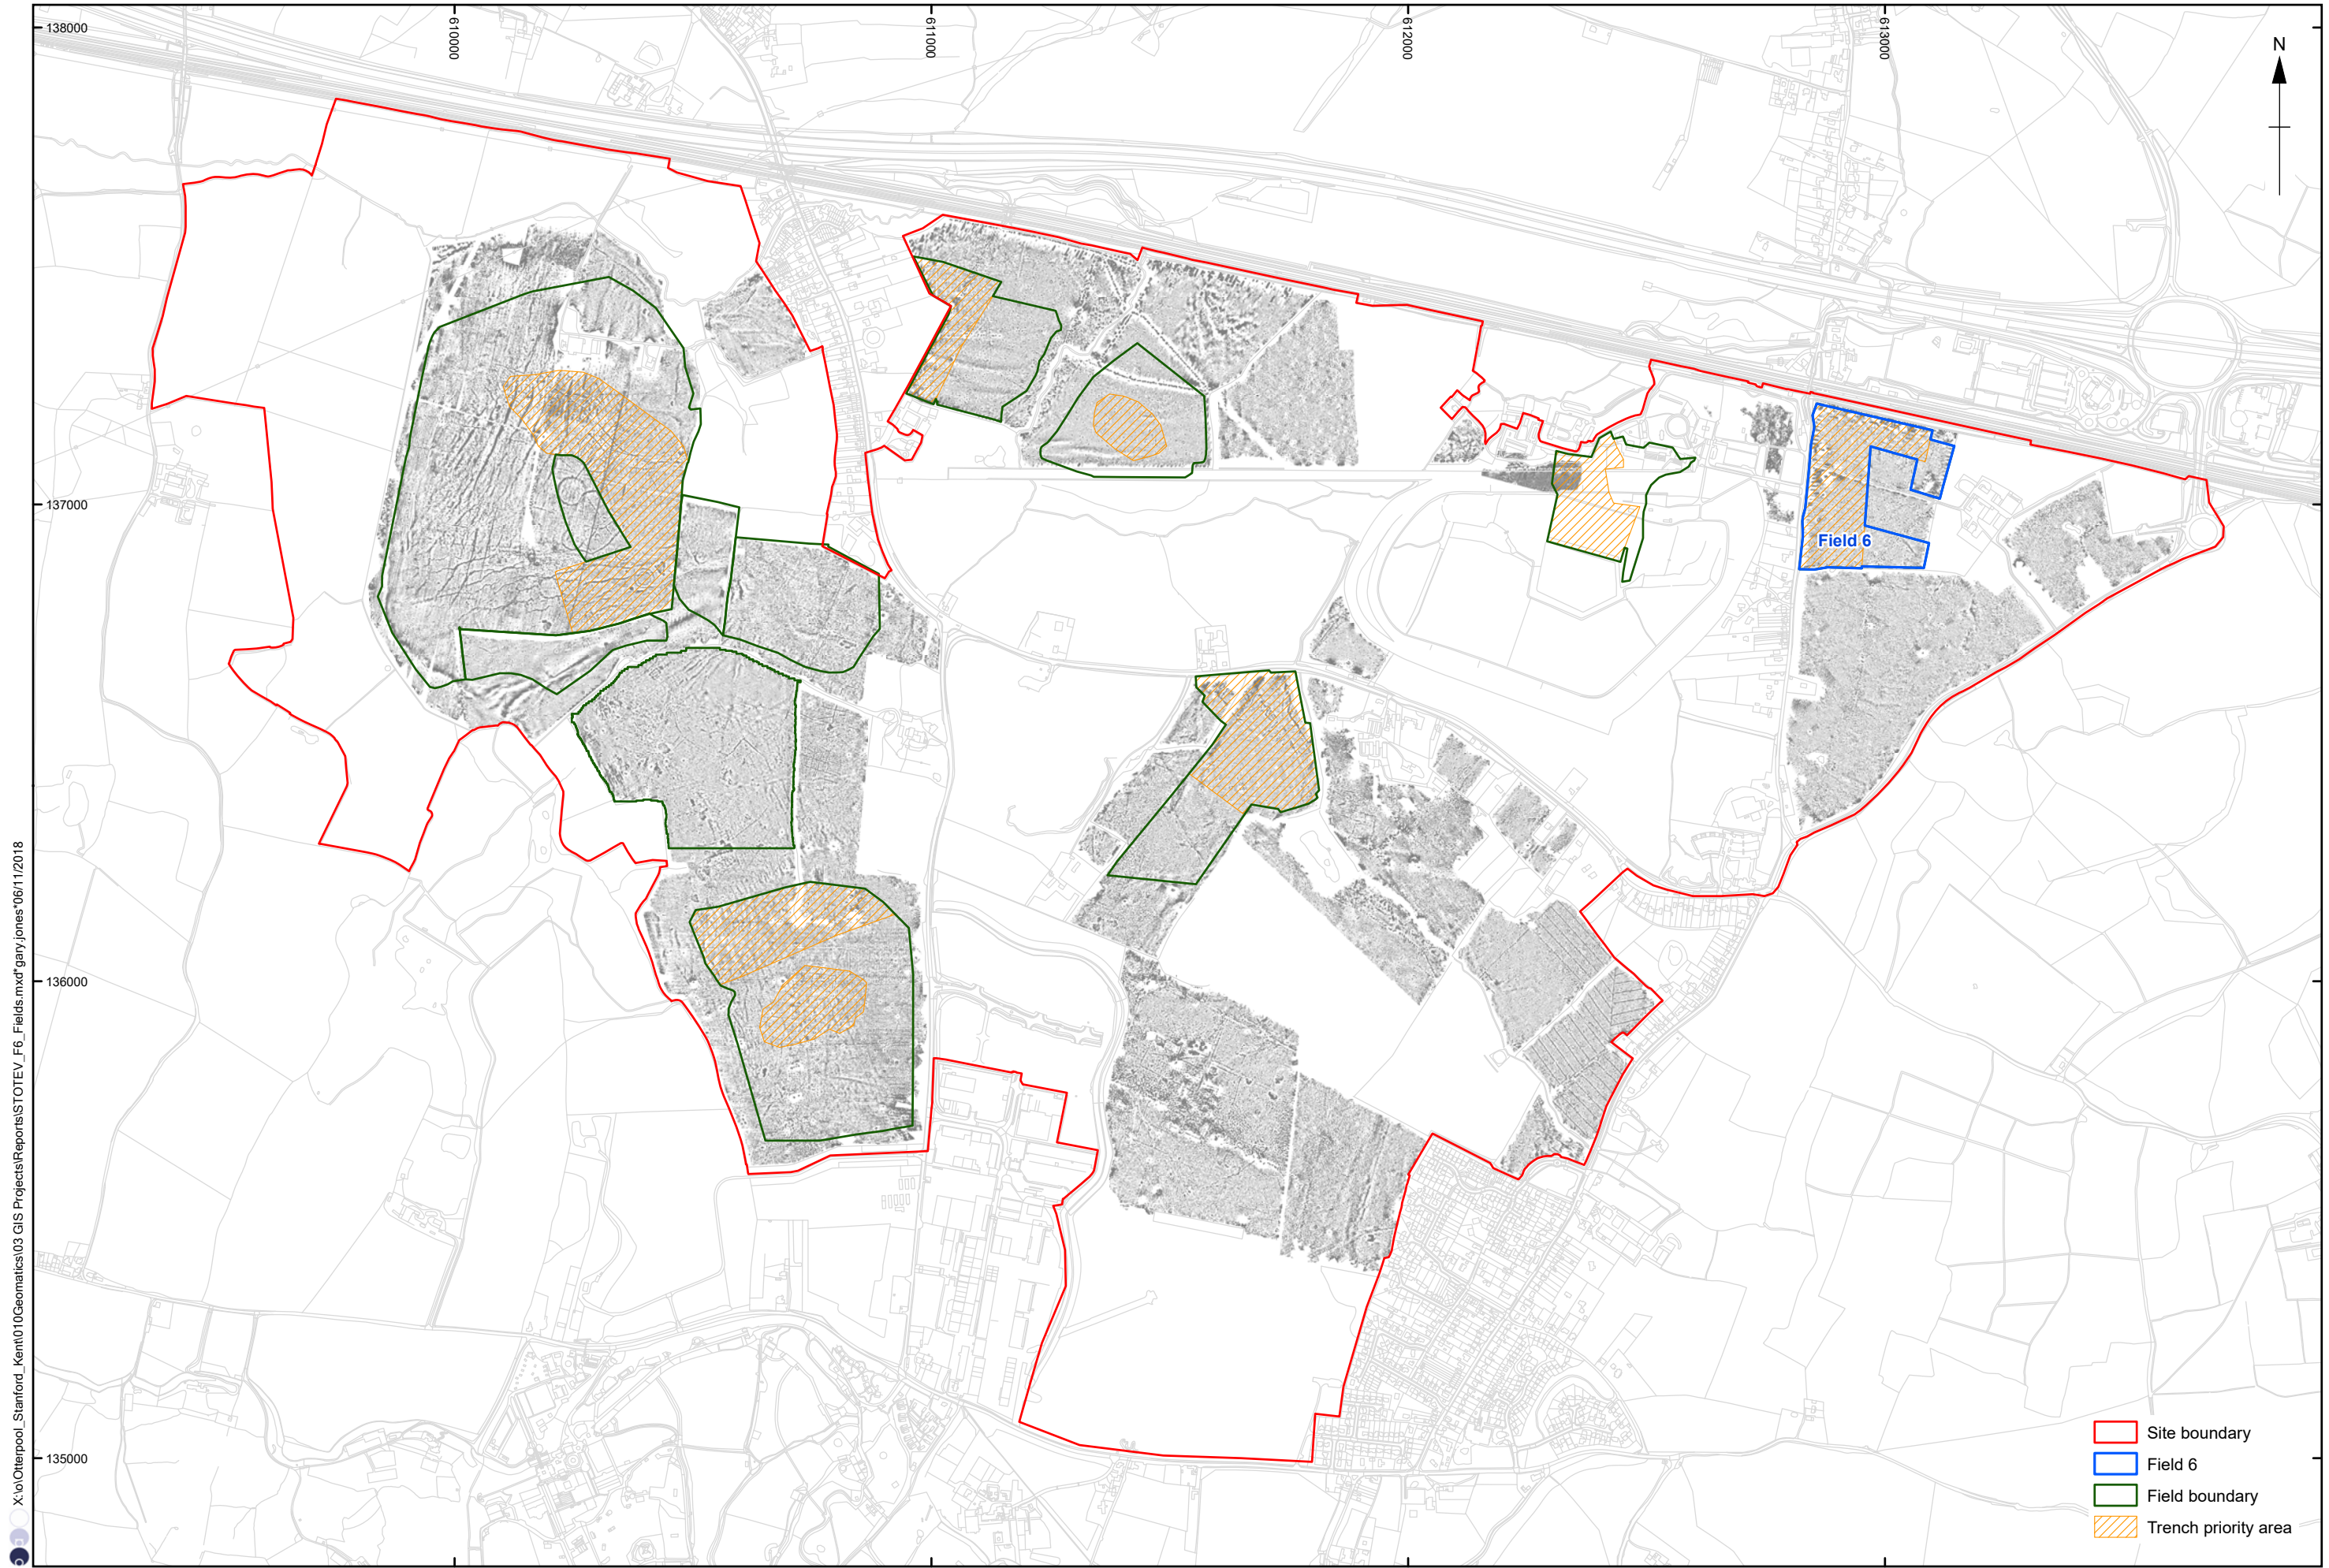 610000
611000
612000
613000
138000
N
137000
Field 6
136000
135000
Site boundary
Field 6
Field boundary
Trench priority area
X:\o\Otterpool_Stanford_Kent\010Geomatics\03 GIS Projects\Reports\STOTEV_F6_Fields.mxd*gary.jones*06/11/2018